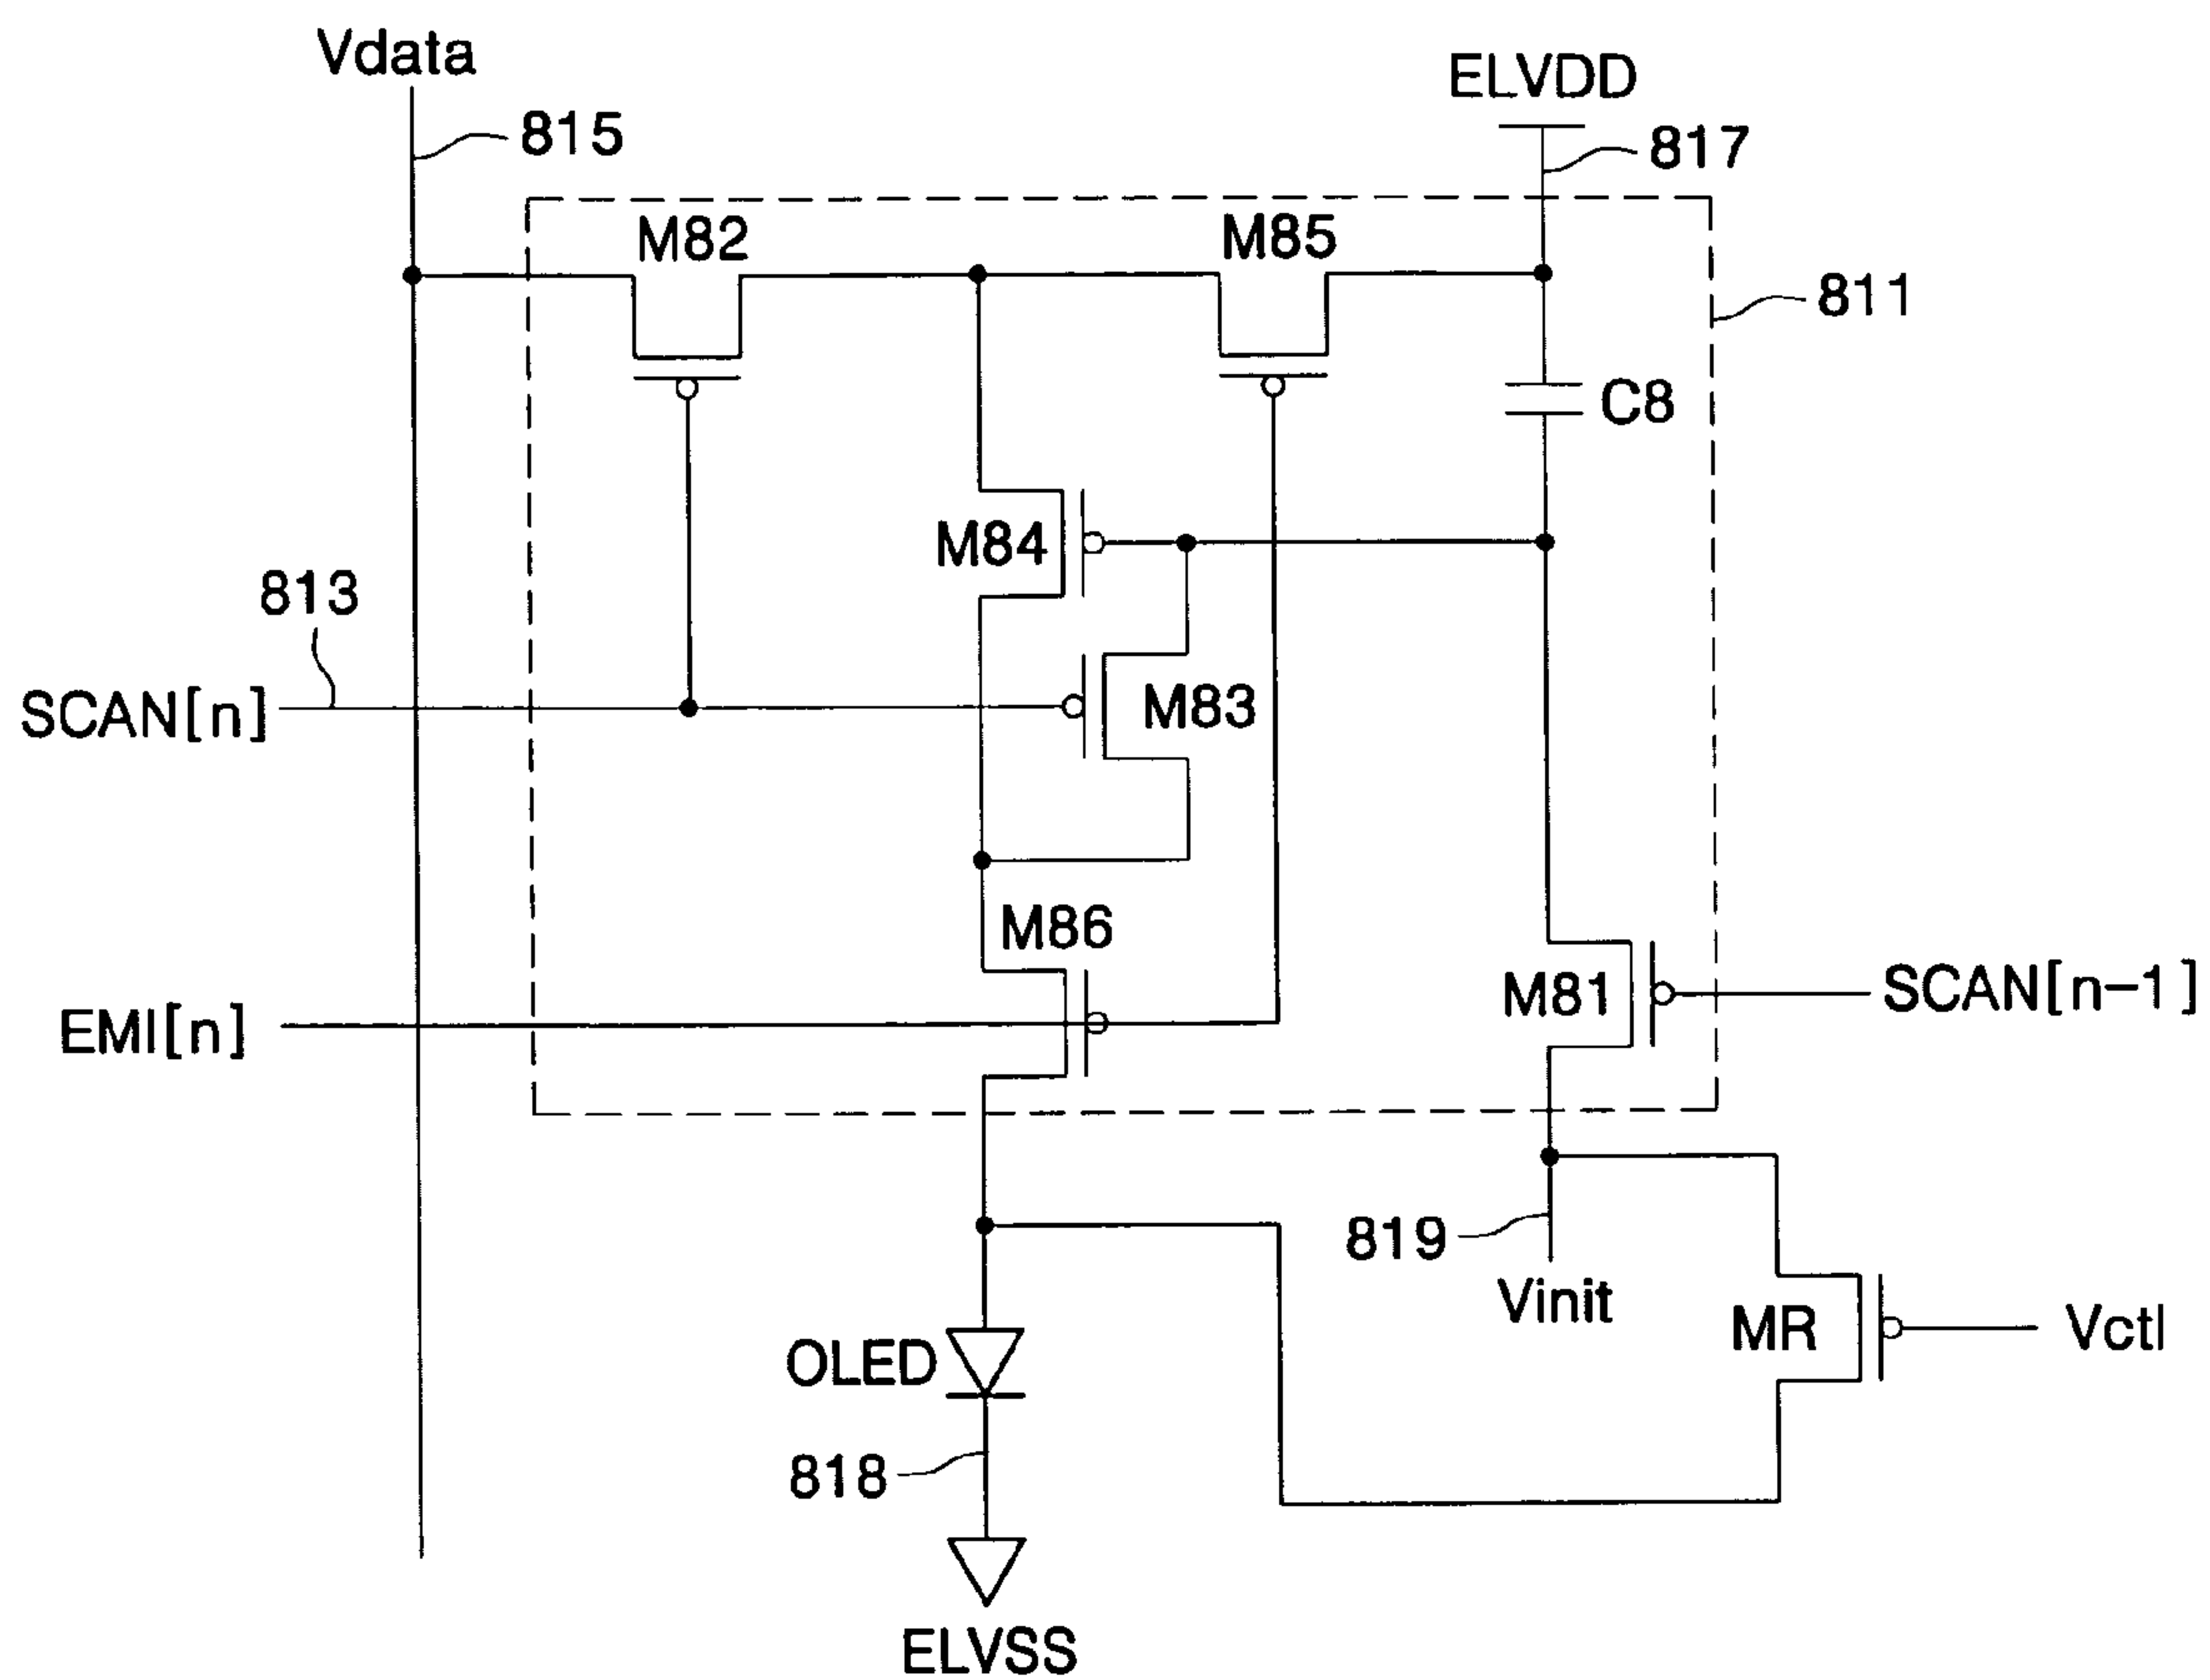 Vdata
ELVDD
815
817
M82
M85
811
C8
M84
813
M83
SCAN[n]
M86
M81
SCAN[n-1]
EMI[n]
819
Vinit
MR
Vctl
OLED
818
ELVSS